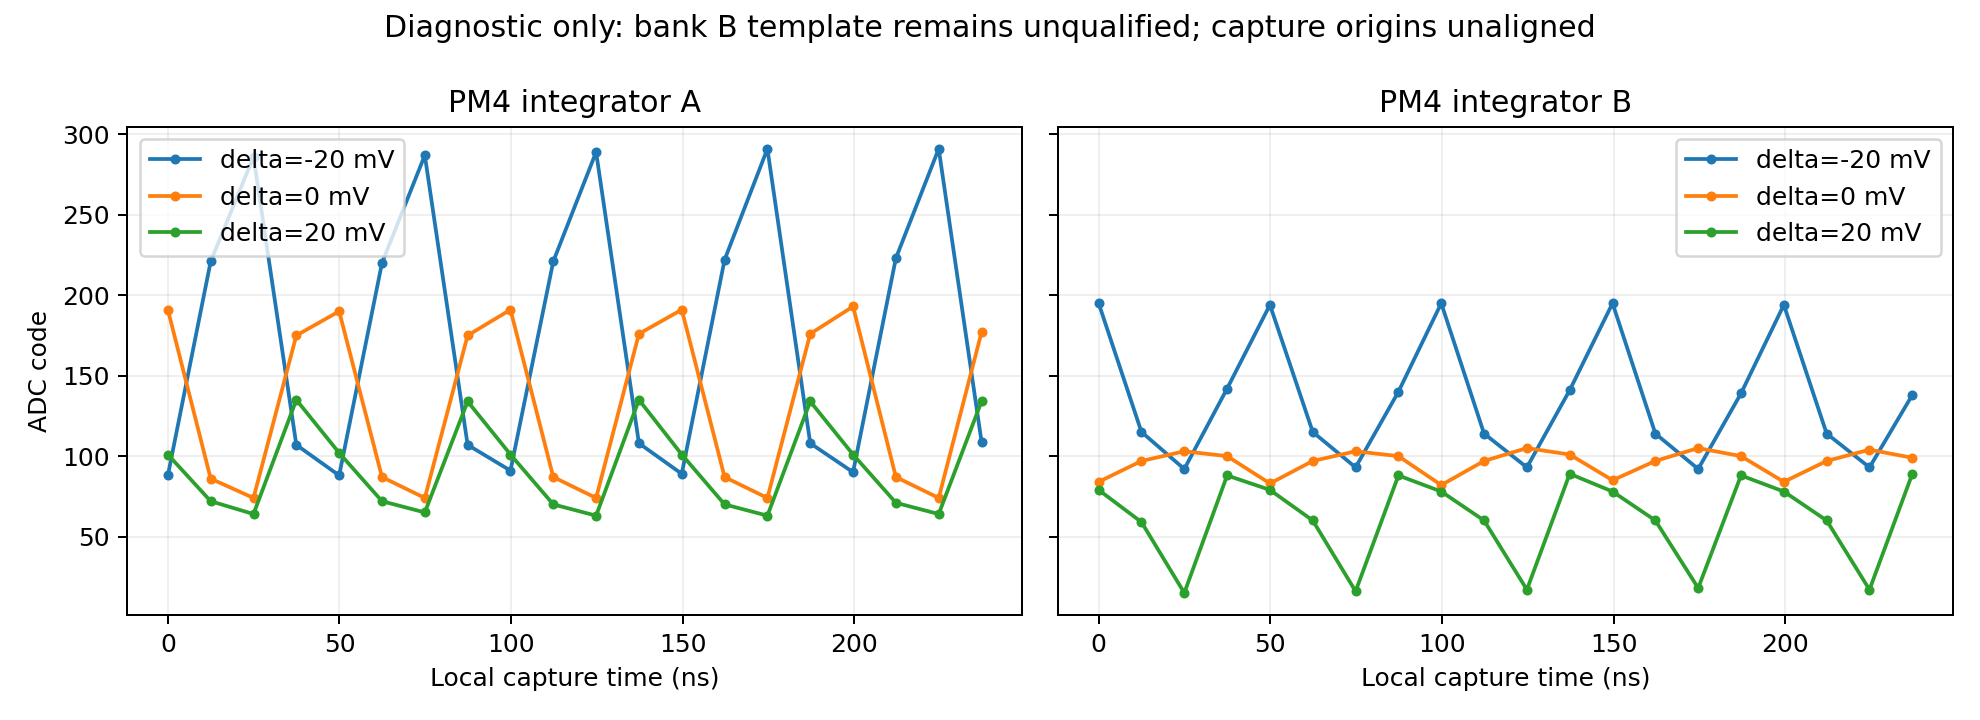 Diagnostic only: bank B template remains unqualified; capture origins unaligned
PM4 integrator A
300
250
200
150
100
50
ADC code
delta=-20 mV
delta=0 mV
delta=20 mV
0 50 100 150 200
Local capture time (ns)
PM4 integrator B
delta=-20 mV
delta=0 mV
delta=20 mV
0 50 100 150 200
Local capture time (ns)